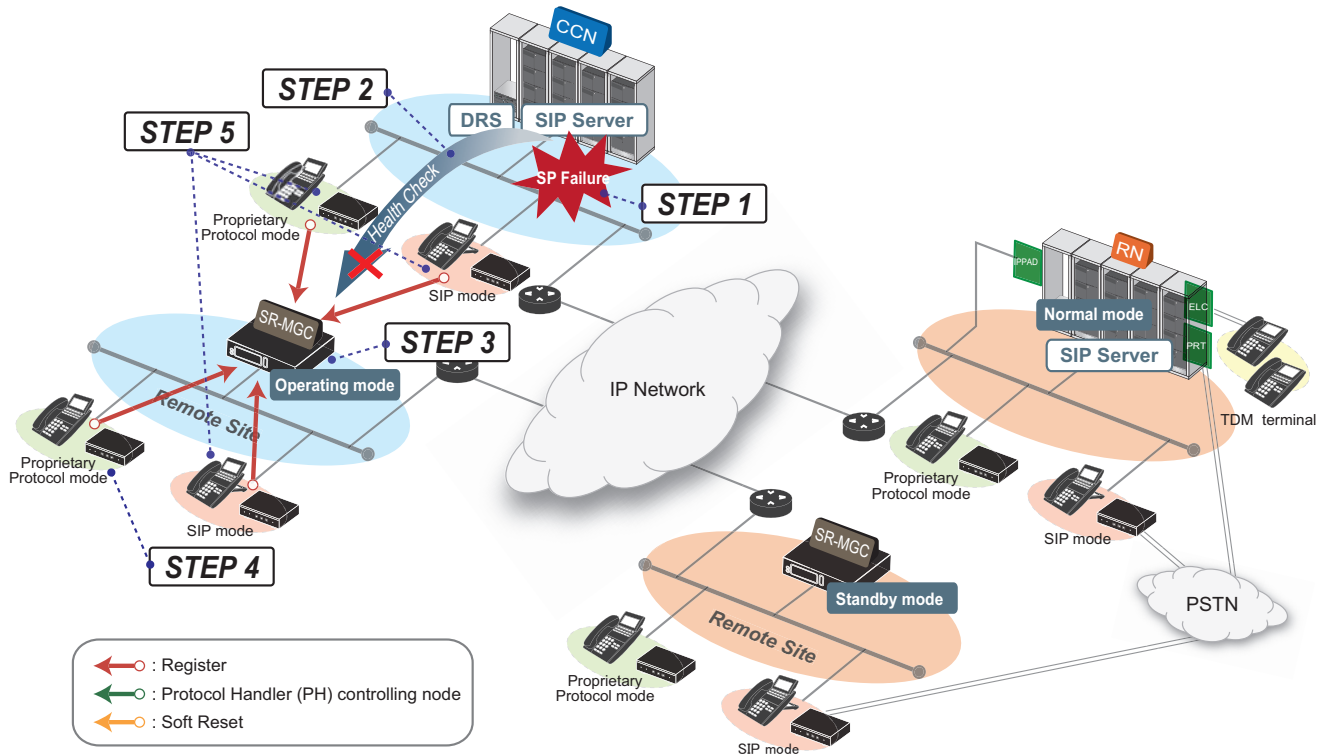 CCN
STEP 2
DRS
SIP Server
STEP 5
SP Failure
Health Check
STEP 1
Proprietary
Protocol mode
SIP mode
RN
IPPAD
ELC
Normal mode
PRT
SIP Server
TDM terminal
SR-MGC
STEP 3
Operating mode
IP Network
Remote Site
Proprietary
Protocol mode
SIP mode
STEP 4
Proprietary
Protocol mode
SIP mode
SR-MGC
Standby mode
Remote Site
PSTN
Proprietary
Protocol mode
SIP mode
: Register
: Protocol Handler (PH) controlling node
: Soft Reset